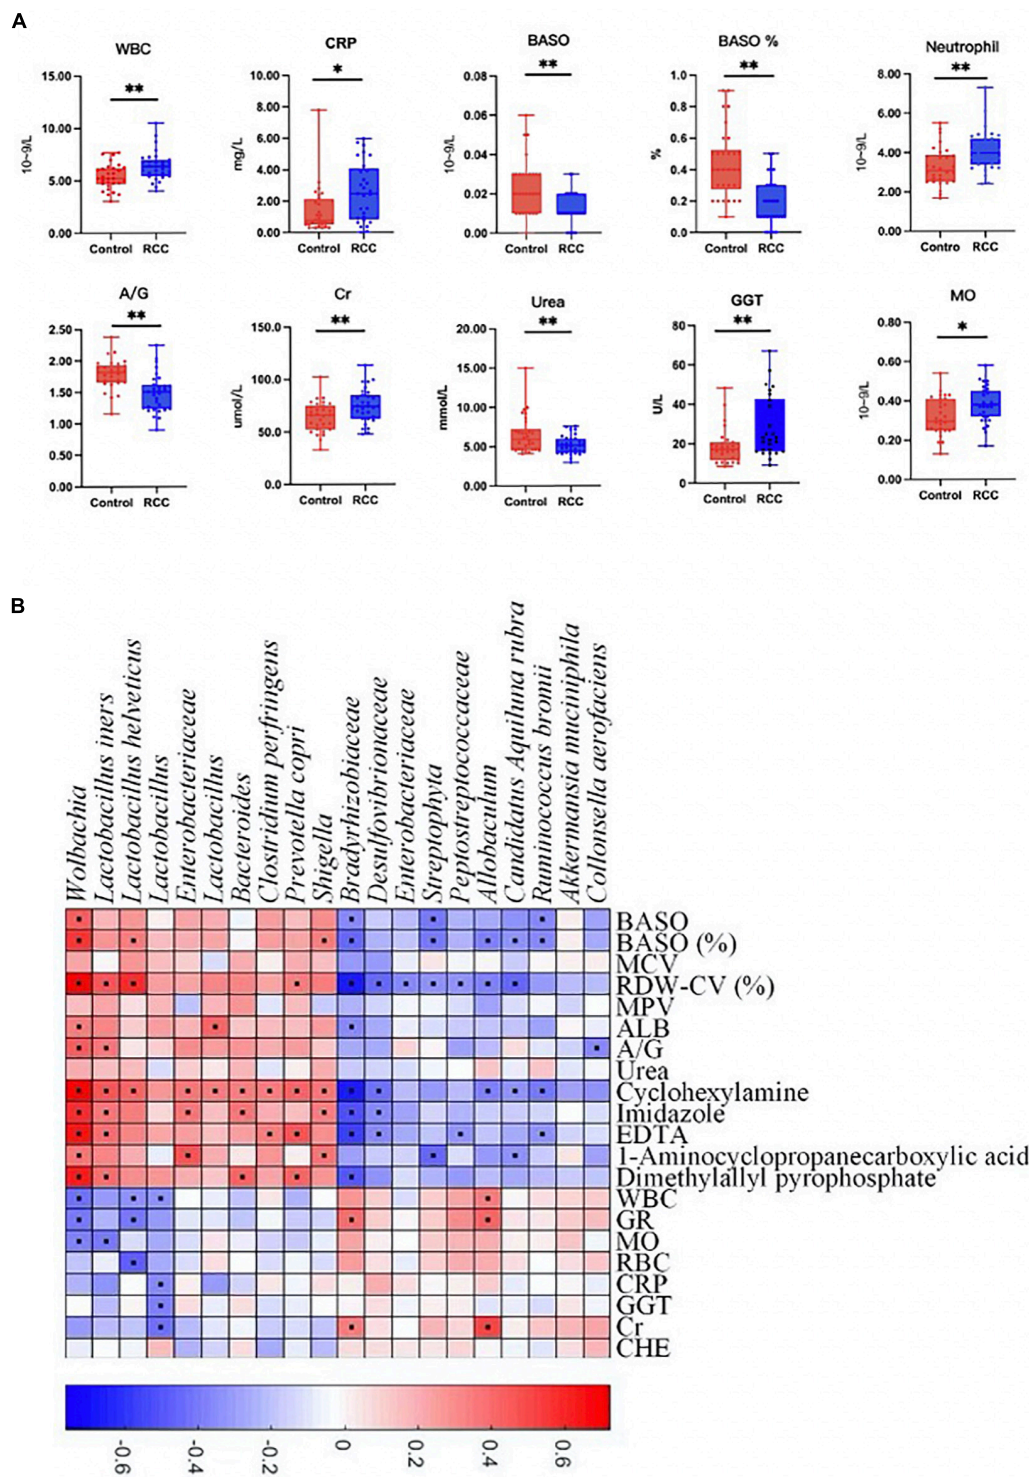 A
WBC
**
15.00
10.00
5.00
0.00
10~9/L
Control RCC
CRP
*
10.00
8.00
6.00
4.00
2.00
0.00
mg/L
Control RCC
BASO
**
0.08
0.06
0.04
0.02
0.00
10~9/L
Control RCC
BASO %
**
1.0
0.8
0.6
0.4
0.2
0.0
%
Control RCC
Neutrophil
**
8.00
6.00
4.00
2.00
0.00
10~9/L
Contro RCC
A/G
**
2.50
2.00
1.50
1.00
0.50
0.00
Control RCC
Cr
**
150.0
100.0
50.0
0.0
umol/L
Control RCC
Urea
**
20.00
15.00
10.00
5.00
0.00
mmol/L
Control RCC
GGT
**
80
60
40
20
0
U/L
Control RCC
MO
*
0.80
0.60
0.40
0.20
0.00
10~9/L
Control RCC
B
Wolbachia
Lactobacillus iners
Lactobacillus helveticus
Lactobacillus
Enterobacteriaceae
Lactobacillus
Bacteroides
Clostridium perfringens
Prevotella copri
Shigella
Bradyrhizobiaceae
Desulfovibrionaceae
Enterobacteriaceae
Streptophyta
Peptostreptococcaceae
Allobaculum
Candidatus Aquiluna rubra
Ruminococcus bromii
Akkermansia muciniphila
Collonsella aerofaciens
BASO
BASO (%)
MCV
RDW-CV (%)
MPV
ALB
A/G
Urea
Cyclohexylamine
Imidazole
EDTA
1-Aminocyclopropanecarboxylic acid
Dimethylallyl pyrophosphate
WBC
GR
MO
RBC
CRP
GGT
Cr
CHE
-0.6
-0.4
-0.2
0
0.2
0.4
0.6